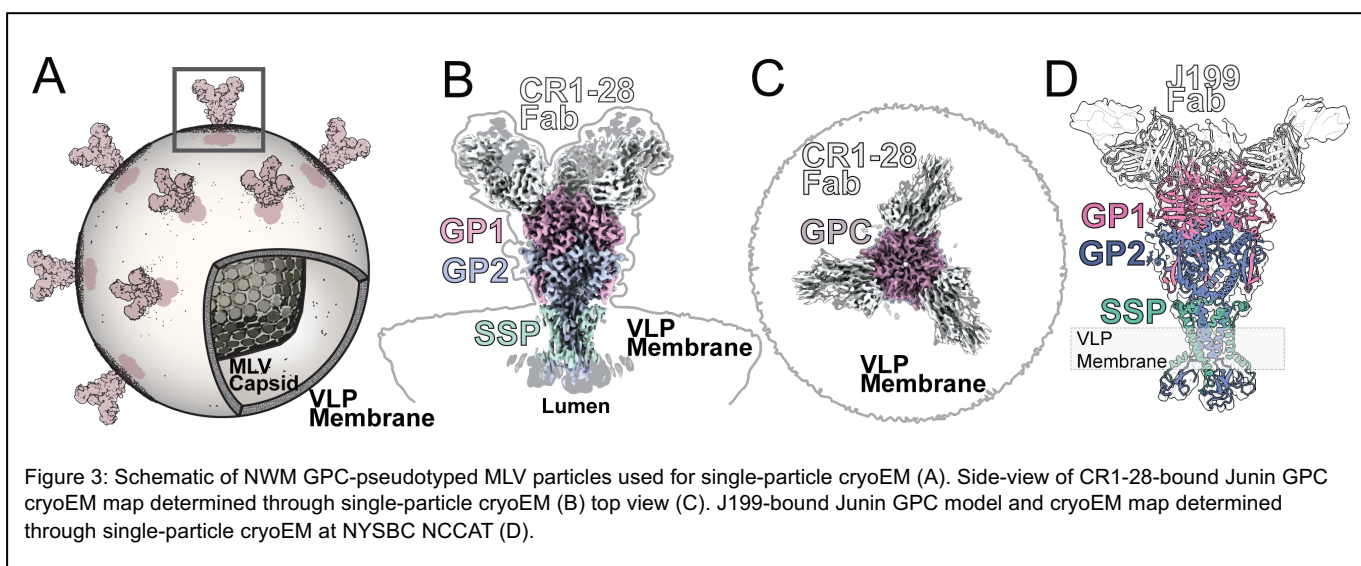 A
MLV
Capsid
VLP
Membrane
B
CR1-28
Fab
GP1
GP2
SSP
VLP
Membrane
Lumen
C
CR1-28
Fab
GPC
VLP
Membrane
D
J199
Fab
GP1
GP2
SSP
VLP
Membrane
Figure 3: Schematic of NWM GPC-pseudotyped MLV particles used for single-particle cryoEM (A). Side-view of CR1-28-bound Junin GPC
cryoEM map determined through single-particle cryoEM (B) top view (C). J199-bound Junin GPC model and cryoEM map determined
through single-particle cryoEM at NYSBC NCCAT (D).